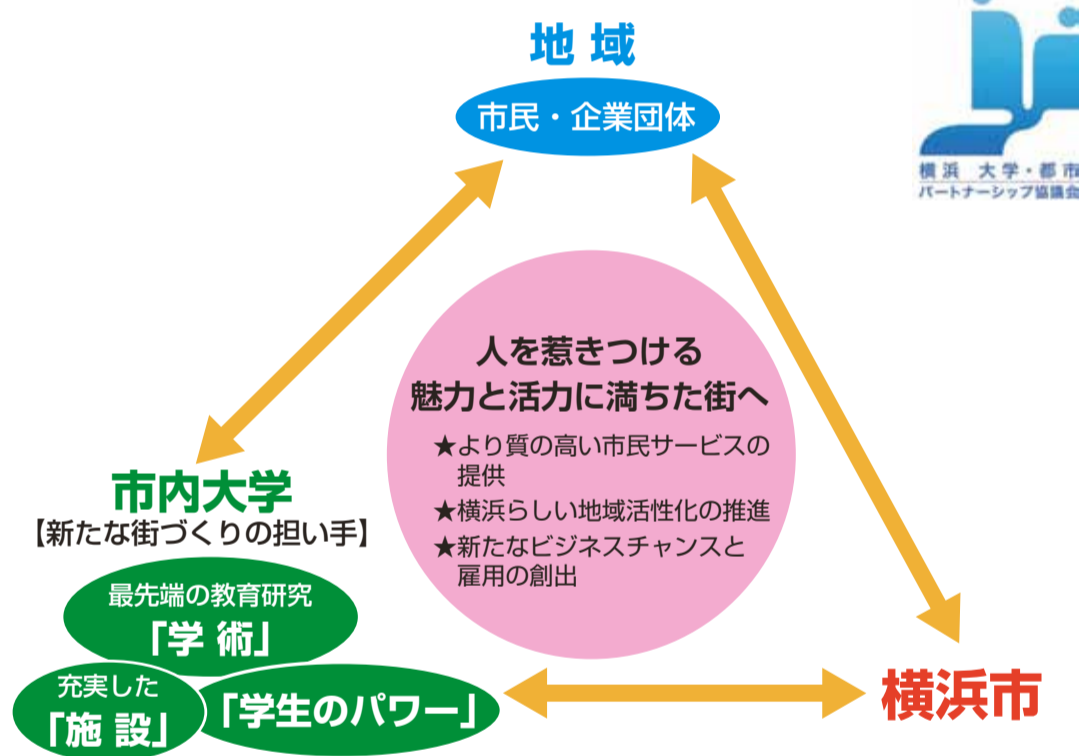 地 域
市民・企業団体
横浜 大学・都市
パートナーシップ協議会
人を惹きつける
魅力と活力に満ちた街へ
★より質の高い市民サービスの
提供
★横浜らしい地域活性化の推進
★新たなビジネスチャンスと
雇用の創出
市内大学
【新たな街づくりの担い手】
最先端の教育研究
「学 術」
充実した
「施 設」
「学生のパワー」
横浜市